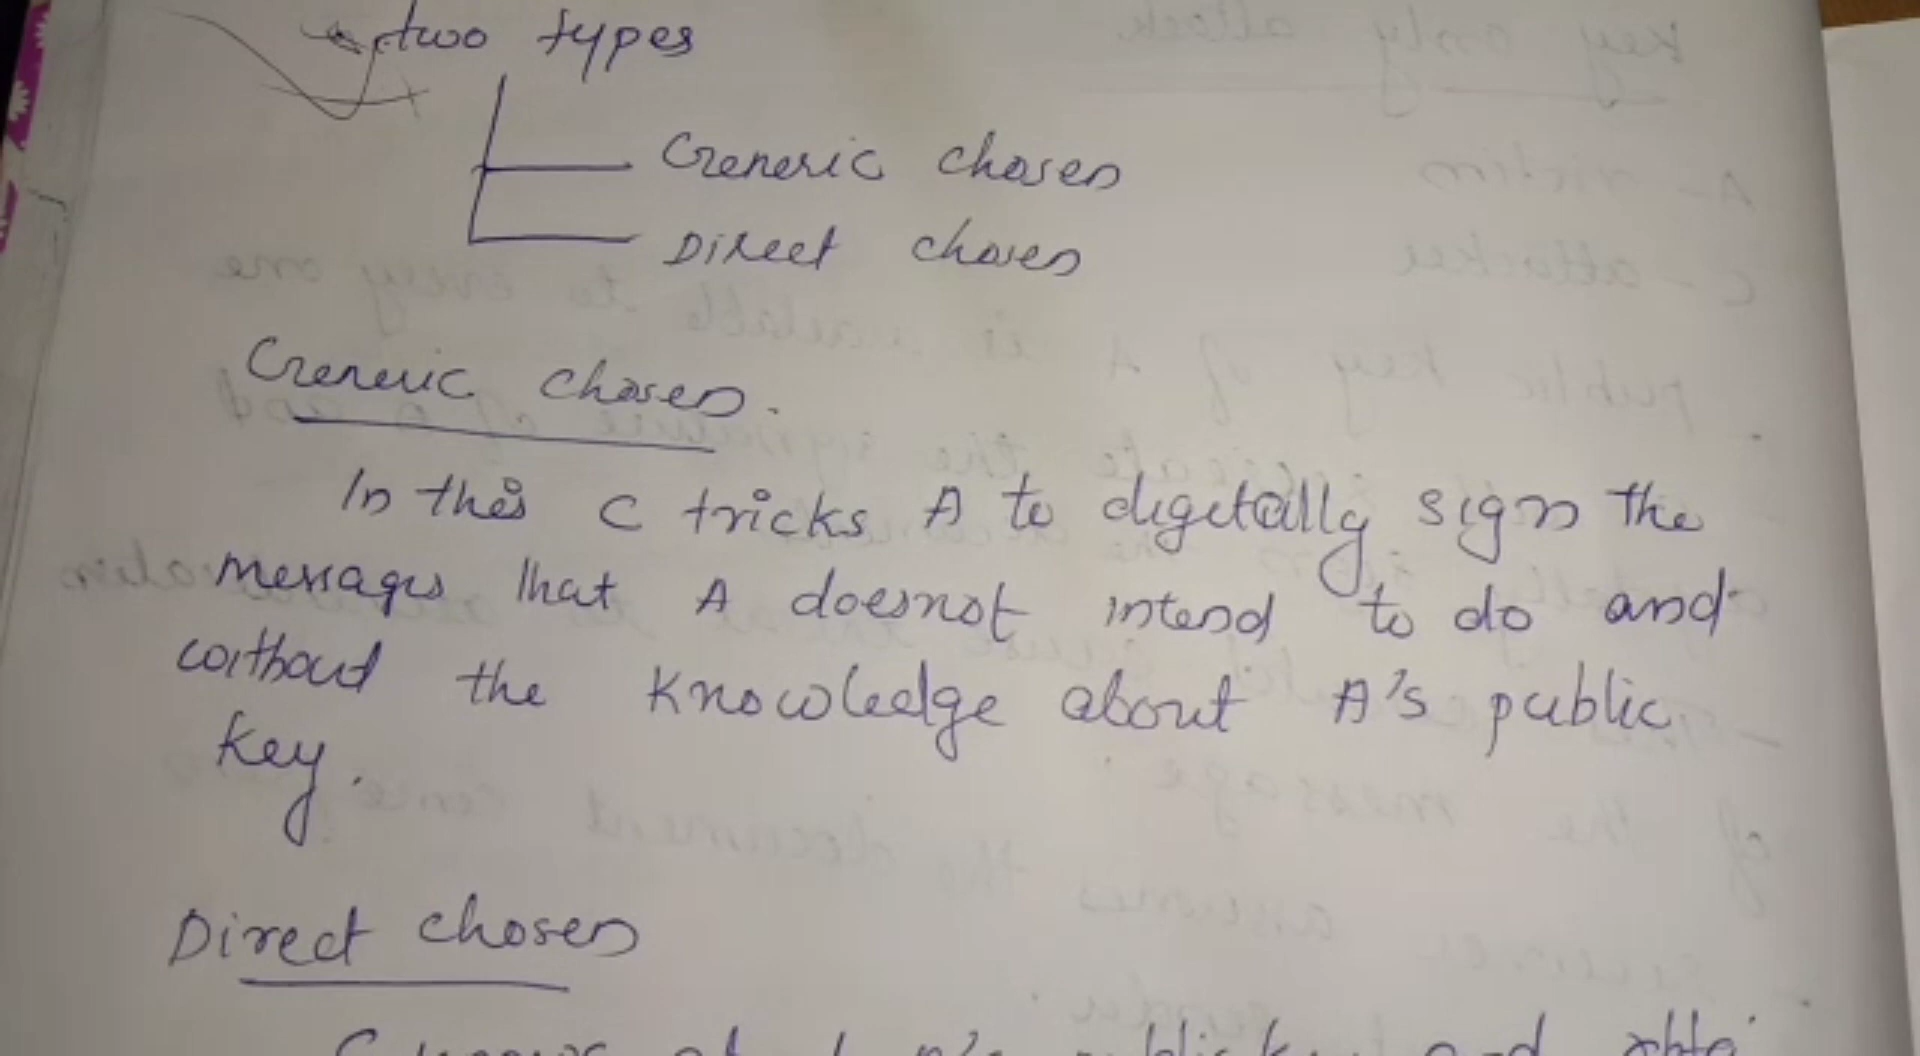 two types
Generic chosen
Direct chosen
Generic chosen.
In this C tricks A to digitally sign the
messages that A doesnot intend to do and
without the knowledge about A's public
key.
Direct chosen